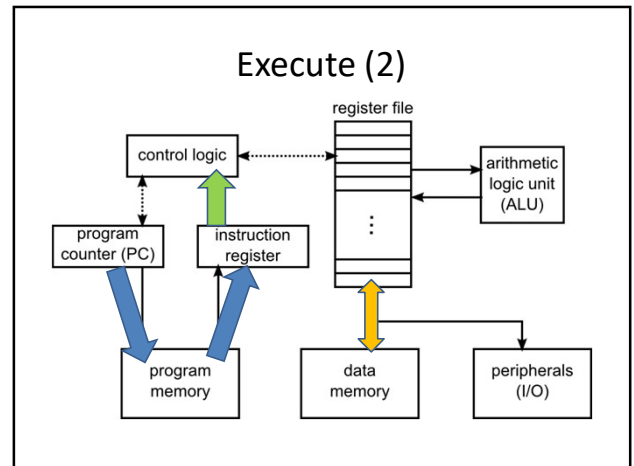 Execute (2)
register file
control logic
arithmetic
logic unit
(ALU)
program
counter (PC)
instruction
register
program
memory
data
memory
peripherals
(I/O)